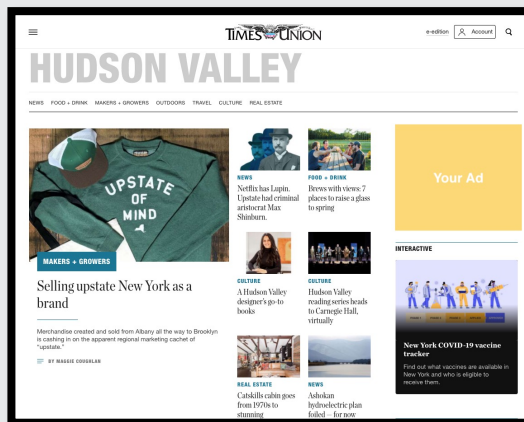 TIMES UNION
e-edition
Account
HUDSON VALLEY
NEWS FOOD + DRINK MAKERS + GROWERS OUTDOORS TRAVEL CULTURE REAL ESTATE
UPSTATE
OF
MIND
MAKERS + GROWERS
Selling upstate New York as a
brand
Merchandise created and sold from Albany all the way to Brooklyn
is cashing in on the apparent regional marketing cachet of
"upstate."
BY MAGGIE COUGHLAN
NEWS
Netflix has Lupin.
Upstate had criminal
aristocrat Max
Shinburn.
FOOD + DRINK
Brews with views: 7
places to raise a glass
to spring
CULTURE
A Hudson Valley
designer's go-to
books
CULTURE
Hudson Valley
reading series heads
to Carnegie Hall,
virtually
REAL ESTATE
Catskills cabin goes
from 1970s to
stunning
NEWS
Ashokan
hydroelectric plan
foiled – for now
Your Ad
INTERACTIVE
New York COVID-19 vaccine
tracker
Find out what vaccines are available in
New York and who is eligible to
receive them.